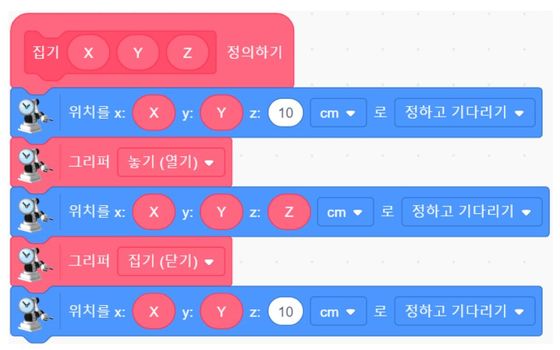 집기 X Y Z 정의하기
위치를 x: X y: Y z: 10 cm 로 정하고 기다리기
그리퍼 놓기 (열기)
위치를 x: X y: Y z: Z cm 로 정하고 기다리기
그리퍼 집기 (닫기)
위치를 x: X y: Y z: 10 cm 로 정하고 기다리기